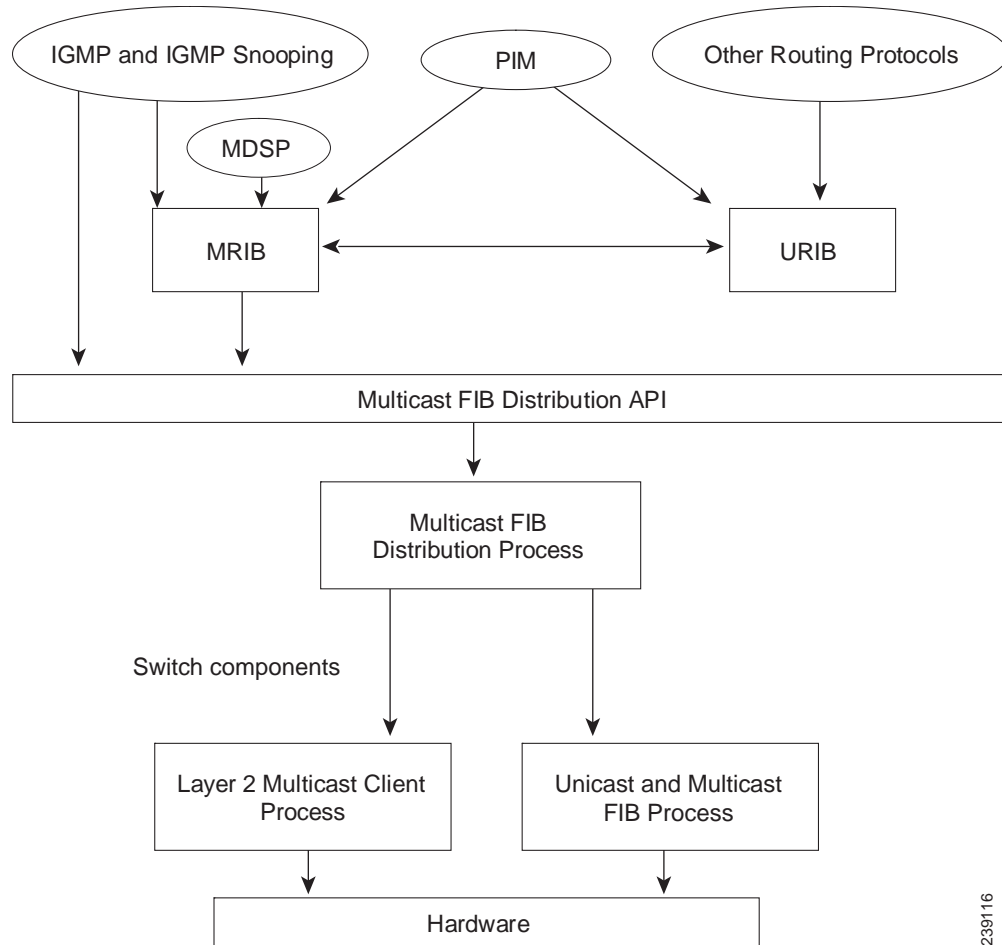 IGMP and IGMP Snooping
PIM
Other Routing Protocols
MDSP
MRIB
URIB
Multicast FIB Distribution API
Multicast FIB
Distribution Process
Switch components
Layer 2 Multicast Client
Process
Unicast and Multicast
FIB Process
Hardware
239116